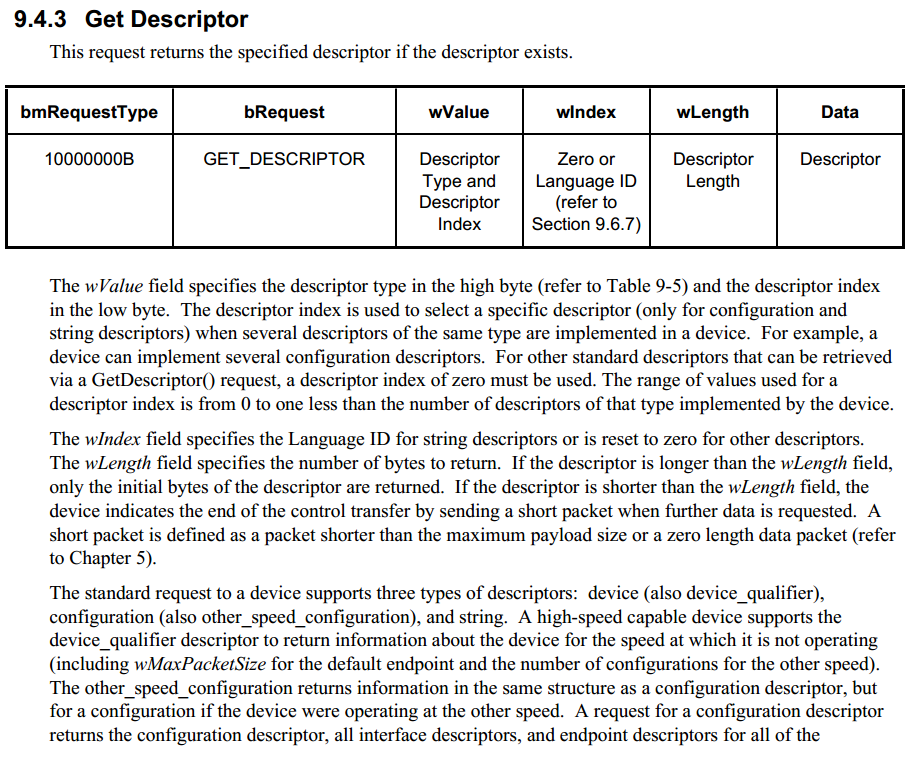 9.4.3 Get Descriptor
This request returns the specified descriptor if the descriptor exists.
bmRequestType bRequest wValue wIndex wLength Data
10000000B GET_DESCRIPTOR Descriptor Type and Descriptor Index Zero or Language ID (refer to Section 9.6.7) Descriptor Length Descriptor
The wValue field specifies the descriptor type in the high byte (refer to Table 9-5) and the descriptor index
in the low byte. The descriptor index is used to select a specific descriptor (only for configuration and
string descriptors) when several descriptors of the same type are implemented in a device. For example, a
device can implement several configuration descriptors. For other standard descriptors that can be retrieved
via a GetDescriptor() request, a descriptor index of zero must be used. The range of values used for a
descriptor index is from 0 to one less than the number of descriptors of that type implemented by the device.
The wIndex field specifies the Language ID for string descriptors or is reset to zero for other descriptors.
The wLength field specifies the number of bytes to return. If the descriptor is longer than the wLength field,
only the initial bytes of the descriptor are returned. If the descriptor is shorter than the wLength field, the
device indicates the end of the control transfer by sending a short packet when further data is requested. A
short packet is defined as a packet shorter than the maximum payload size or a zero length data packet (refer
to Chapter 5).
The standard request to a device supports three types of descriptors: device (also device_qualifier),
configuration (also other_speed_configuration), and string. A high-speed capable device supports the
device_qualifier descriptor to return information about the device for the speed at which it is not operating
(including wMaxPacketSize for the default endpoint and the number of configurations for the other speed).
The other_speed_configuration returns information in the same structure as a configuration descriptor, but
for a configuration if the device were operating at the other speed. A request for a configuration descriptor
returns the configuration descriptor, all interface descriptors, and endpoint descriptors for all of the